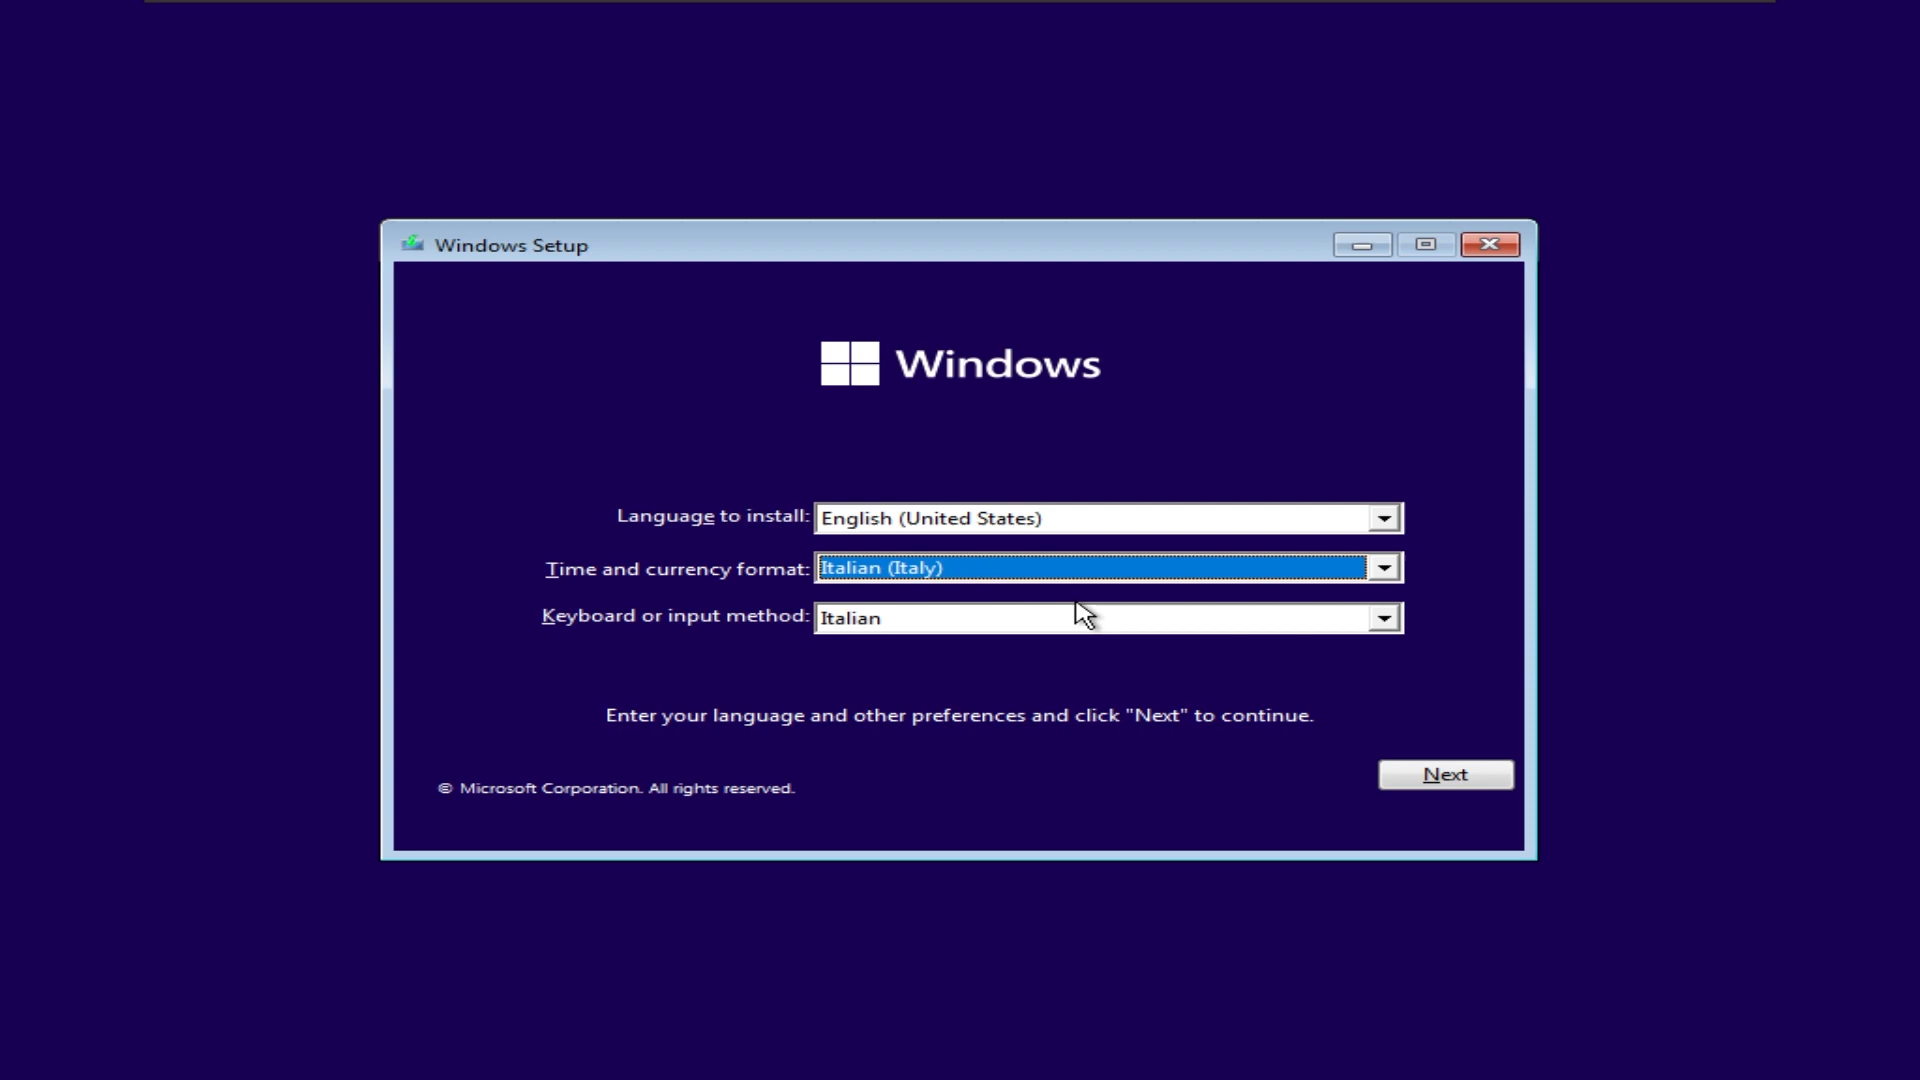 Windows Setup
Windows
Language to install: English (United States)
Time and currency format: Italian (Italy)
Keyboard or input method: Italian
Enter your language and other preferences and click "Next" to continue.
Next
© Microsoft Corporation. All rights reserved.